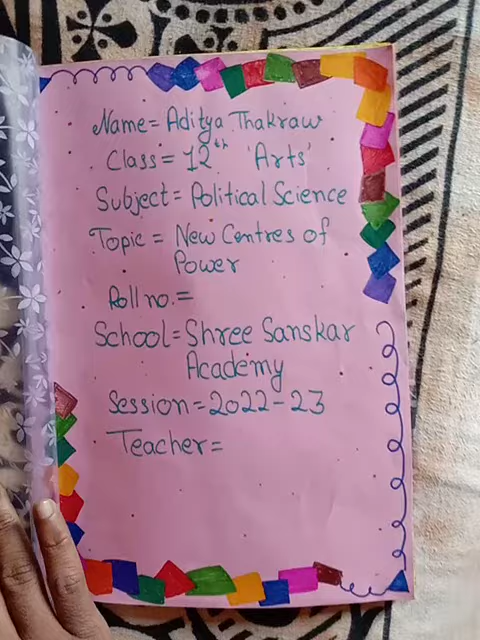 Name = Aditya Thakraw
Class = 12th 'Arts'
Subject = Political Science
Topic = New Centres of
Power
Roll no. =
School = Shree Sanskar
Academy
Session = 2022-23
Teacher =